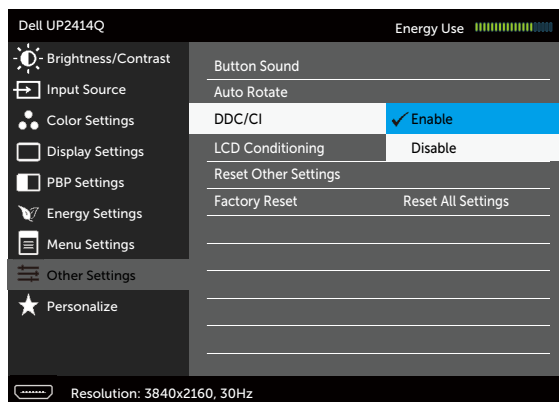 Dell UP2414Q
Energy Use
Brightness/Contrast
Input Source
Color Settings
Display Settings
PBP Settings
Energy Settings
Menu Settings
Other Settings
Personalize
Button Sound
Auto Rotate
DDC/CI Enable
LCD Conditioning Disable
Reset Other Settings
Factory Reset Reset All Settings
Resolution: 3840x2160, 30Hz